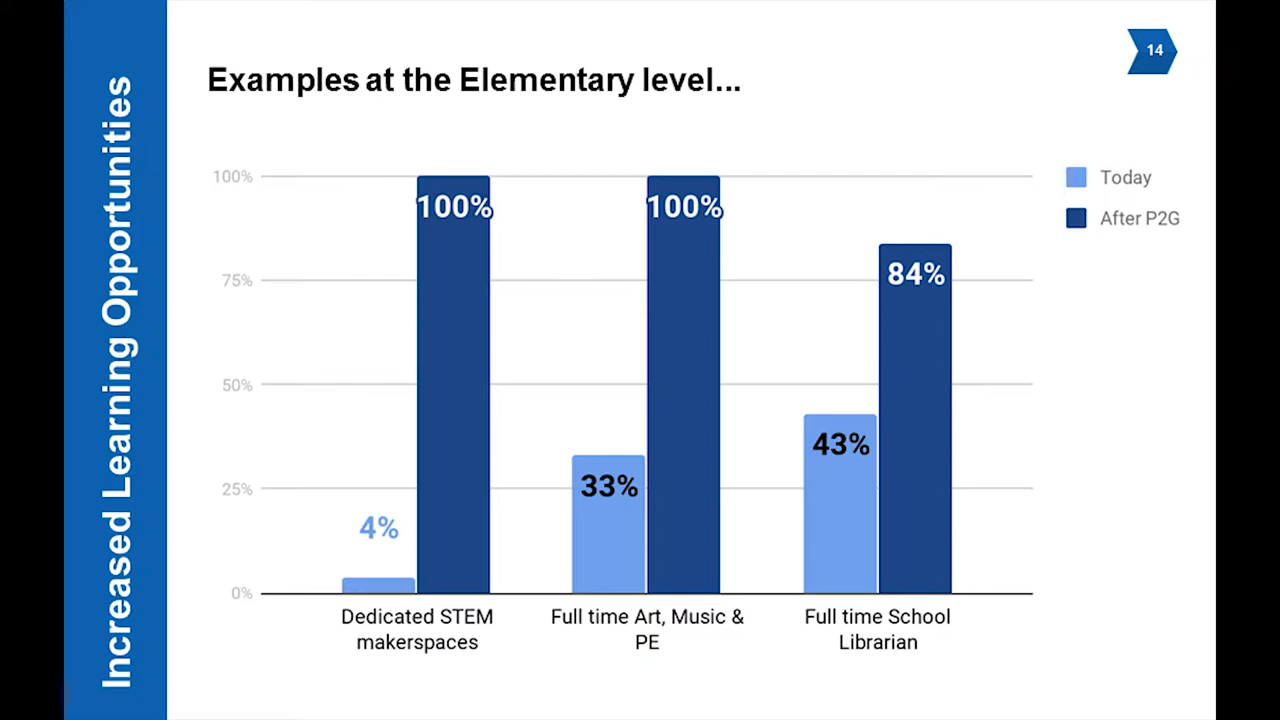 Increased Learning Opportunities
14
Examples at the Elementary level...
100%
75%
50%
25%
0%
4%
100%
33%
100%
43%
84%
Dedicated STEM
makerspaces
Full time Art, Music &
PE
Full time School
Librarian
Today
After P2G